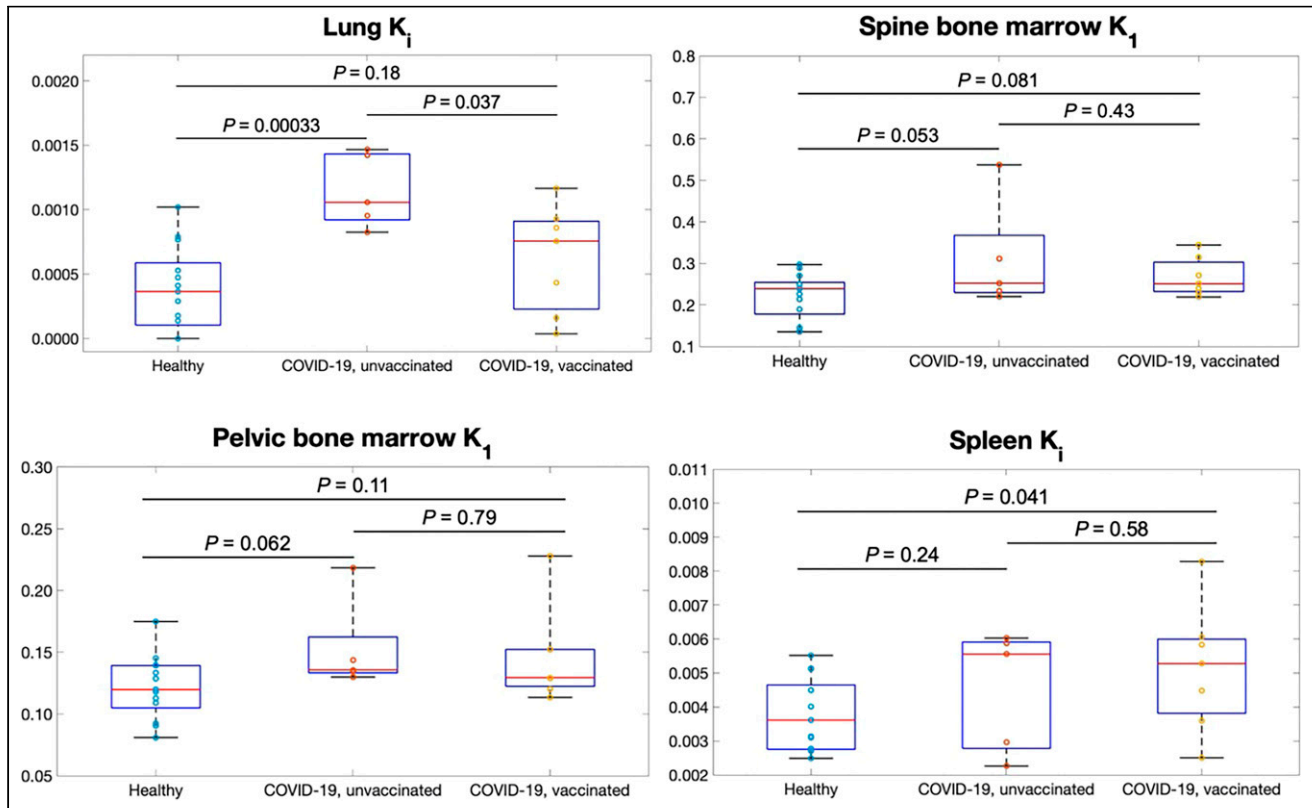 Lung Ki
0.0020
0.0015
0.0010
0.0005
0.0000
P = 0.18
P = 0.037
P = 0.00033
Healthy
COVID-19, unvaccinated
COVID-19, vaccinated
Spine bone marrow K1
0.8
0.7
0.6
0.5
0.4
0.3
0.2
0.1
P = 0.081
P = 0.43
P = 0.053
Healthy
COVID-19, unvaccinated
COVID-19, vaccinated
Pelvic bone marrow K1
0.30
0.25
0.20
0.15
0.10
0.05
P = 0.11
P = 0.79
P = 0.062
Healthy
COVID-19, unvaccinated
COVID-19, vaccinated
Spleen Ki
0.011
0.010
0.009
0.008
0.007
0.006
0.005
0.004
0.003
0.002
P = 0.041
P = 0.58
P = 0.24
Healthy
COVID-19, unvaccinated
COVID-19, vaccinated